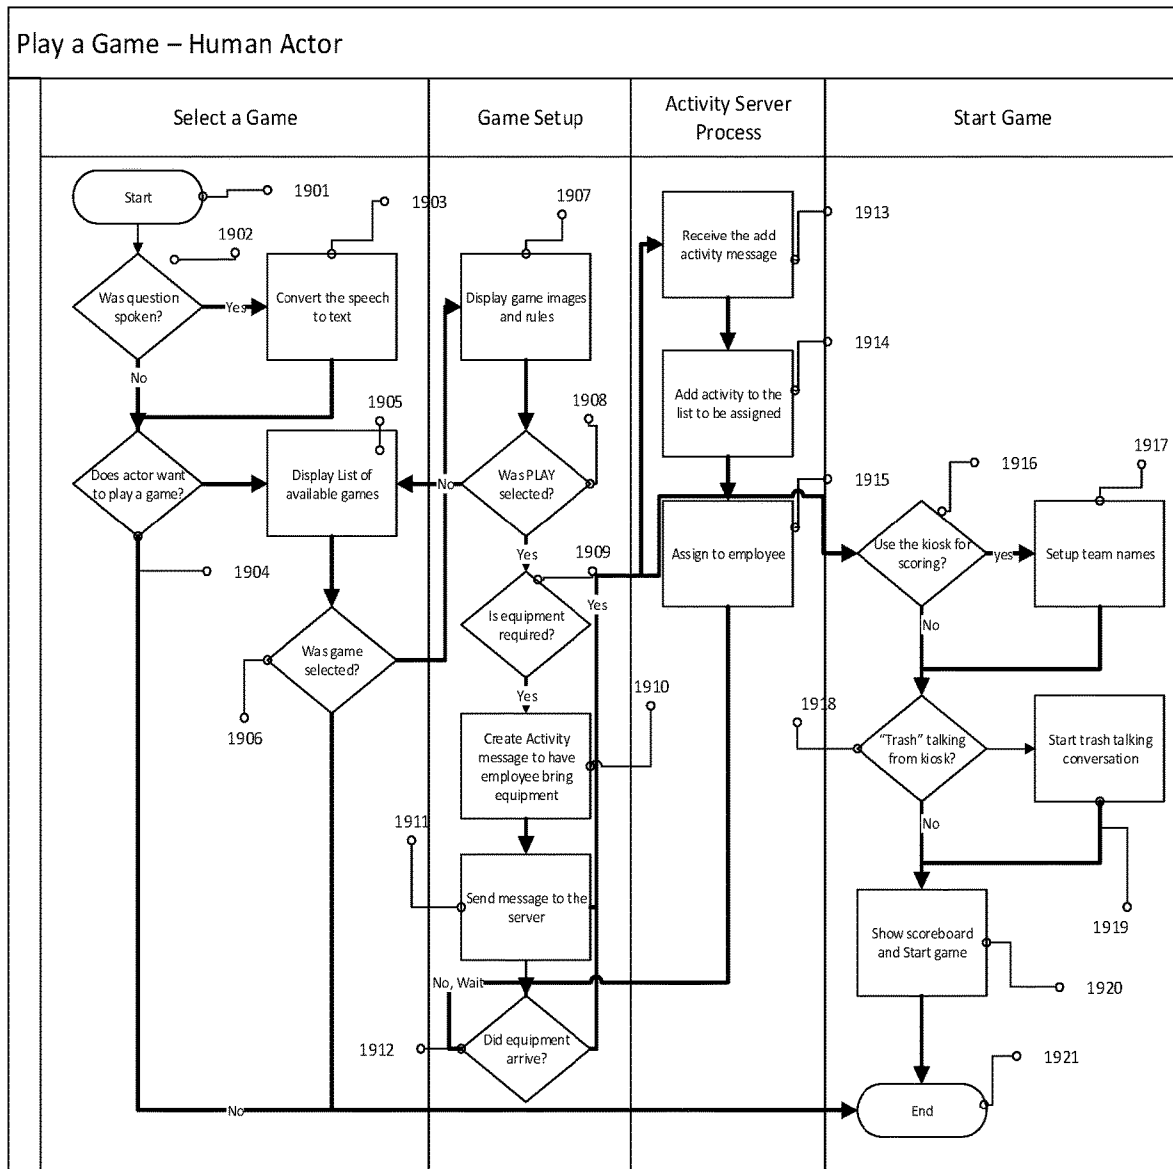 Play a Game – Human Actor
Select a Game
Game Setup
Activity Server
Process
Start Game
Start
1901
1902
1903
Was question
spoken?
Yes
Convert the speech
to text
No
Does actor want
to play a game?
1904
1905
Display List of
available games
Was game
selected?
1906
No
1907
Display game images
and rules
1908
Was PLAY
selected?
No
Yes
1909
Is equipment
required?
Yes
Yes
1910
Create Activity
message to have
employee bring
equipment
1911
Send message to the
server
No, Wait
1912
Did equipment
arrive?
1913
Receive the add
activity message
1914
Add activity to the
list to be assigned
1915
Assign to employee
1916
Use the kiosk for
scoring?
yes
1917
Setup team names
No
1918
“Trash” talking
from kiosk?
Start trash talking
conversation
No
1919
Show scoreboard
and Start game
1920
1921
End